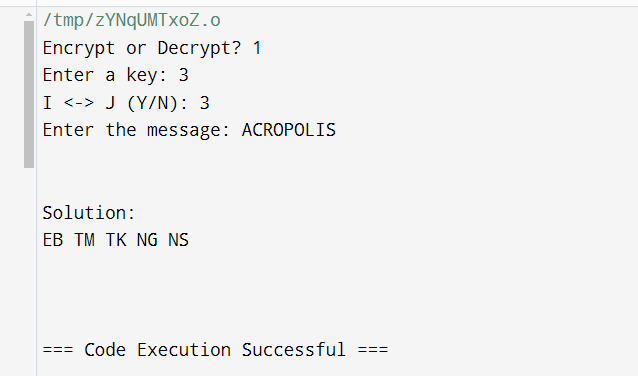 /tmp/zYNqUMTxoZ.o
Encrypt or Decrypt? 1
Enter a key: 3
I <-> J (Y/N): 3
Enter the message: ACROPOLIS
Solution:
EB TM TK NG NS
=== Code Execution Successful ===